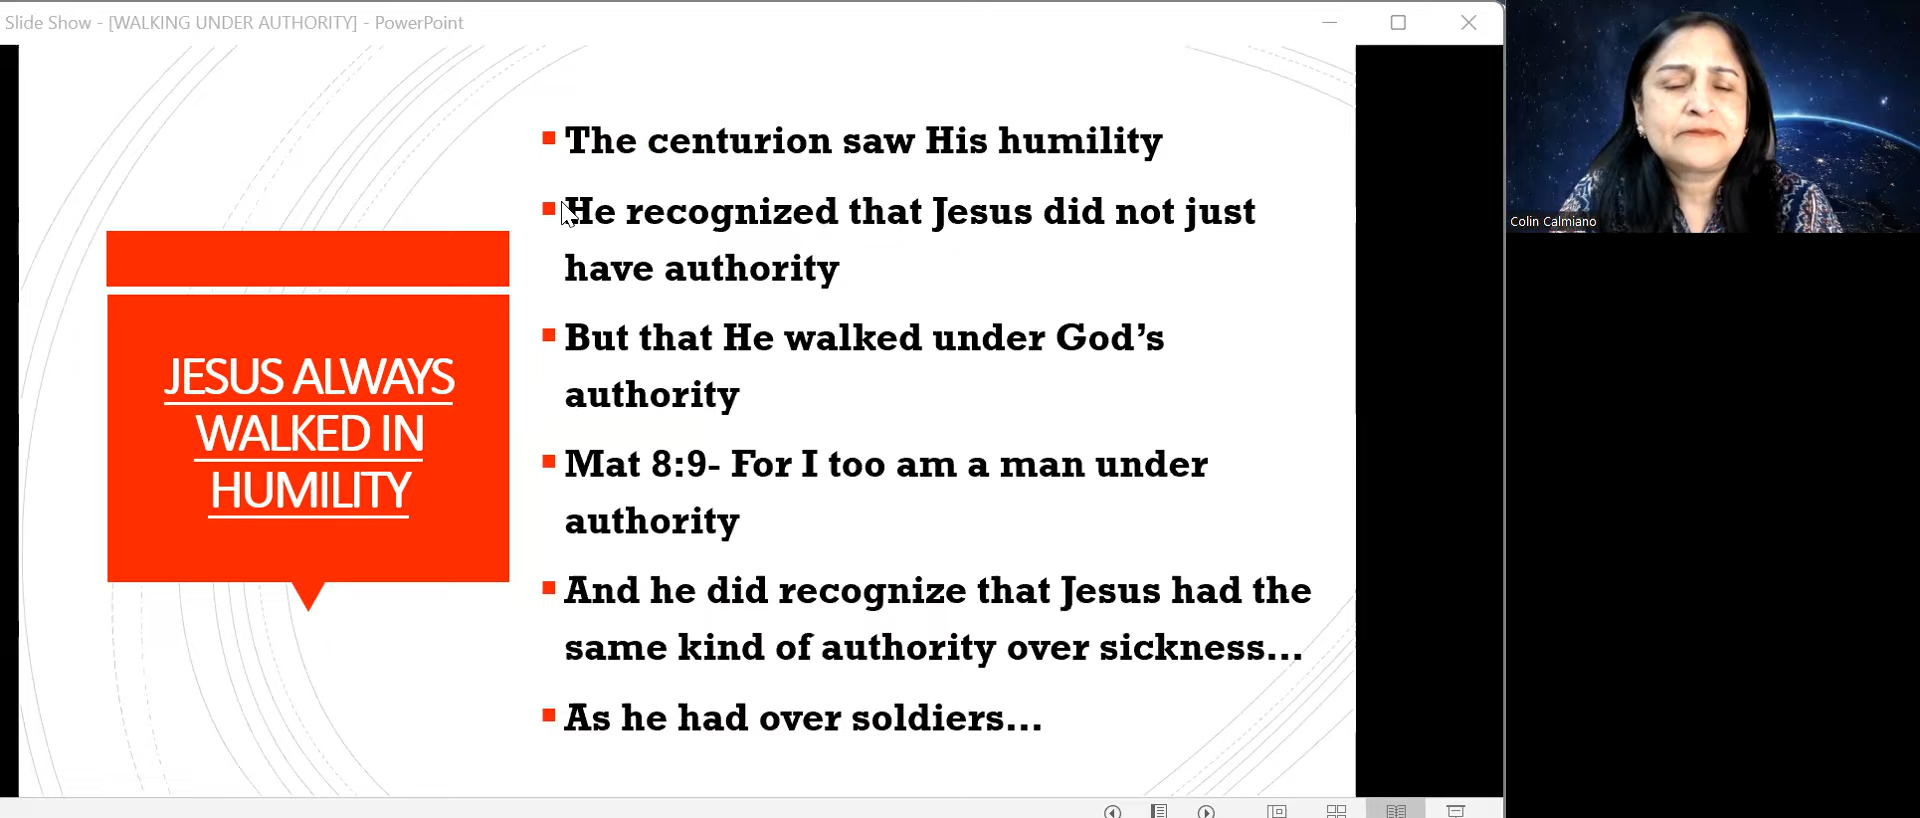 Slide Show - [WALKING UNDER AUTHORITY] - PowerPoint
JESUS ALWAYS
WALKED IN
HUMILITY
The centurion saw His humility
He recognized that Jesus did not just
have authority
But that He walked under God’s
authority
Mat 8:9- For I too am a man under
authority
And he did recognize that Jesus had the
same kind of authority over sickness…
As he had over soldiers…
Colin Calmiano